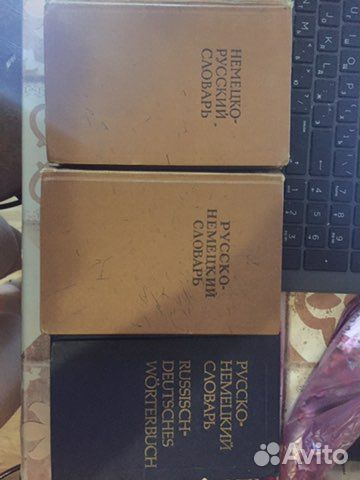 НЕМЕЦКО-
РУССКИЙ
СЛОВАРЬ
РУССКО-
НЕМЕЦКИЙ
СЛОВАРЬ
РУССКО-
НЕМЕЦКИЙ
СЛОВАРЬ
RUSSISCH-
DEUTSCHES
WÖRTERBUCH
Avito